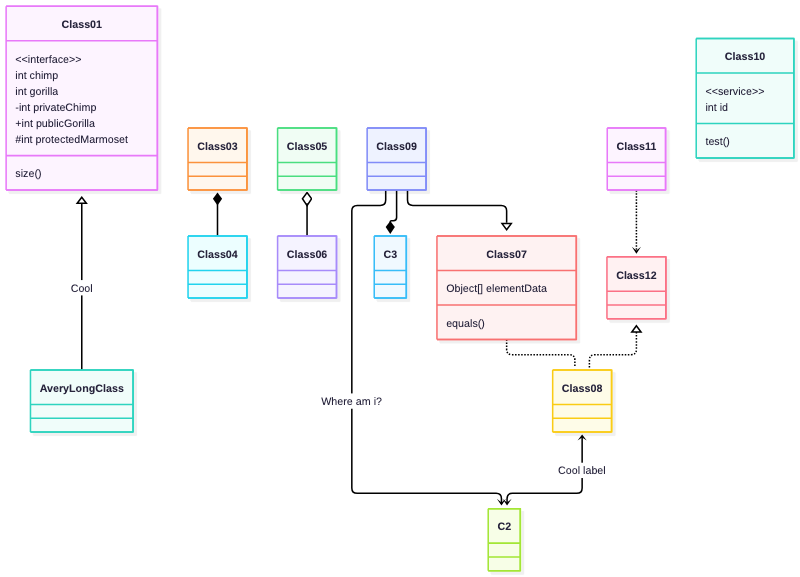 Class01
<<interface>>
int chimp
int gorilla
-int privateChimp
+int publicGorilla
#int protectedMarmoset
size()
Class10
<<service>>
int id
test()
Class03
Class05
Class09
Class11
Class04
Class06
C3
Class07
Object[] elementData
equals()
Class12
Cool
AveryLongClass
Where am i?
Class08
Cool label
C2